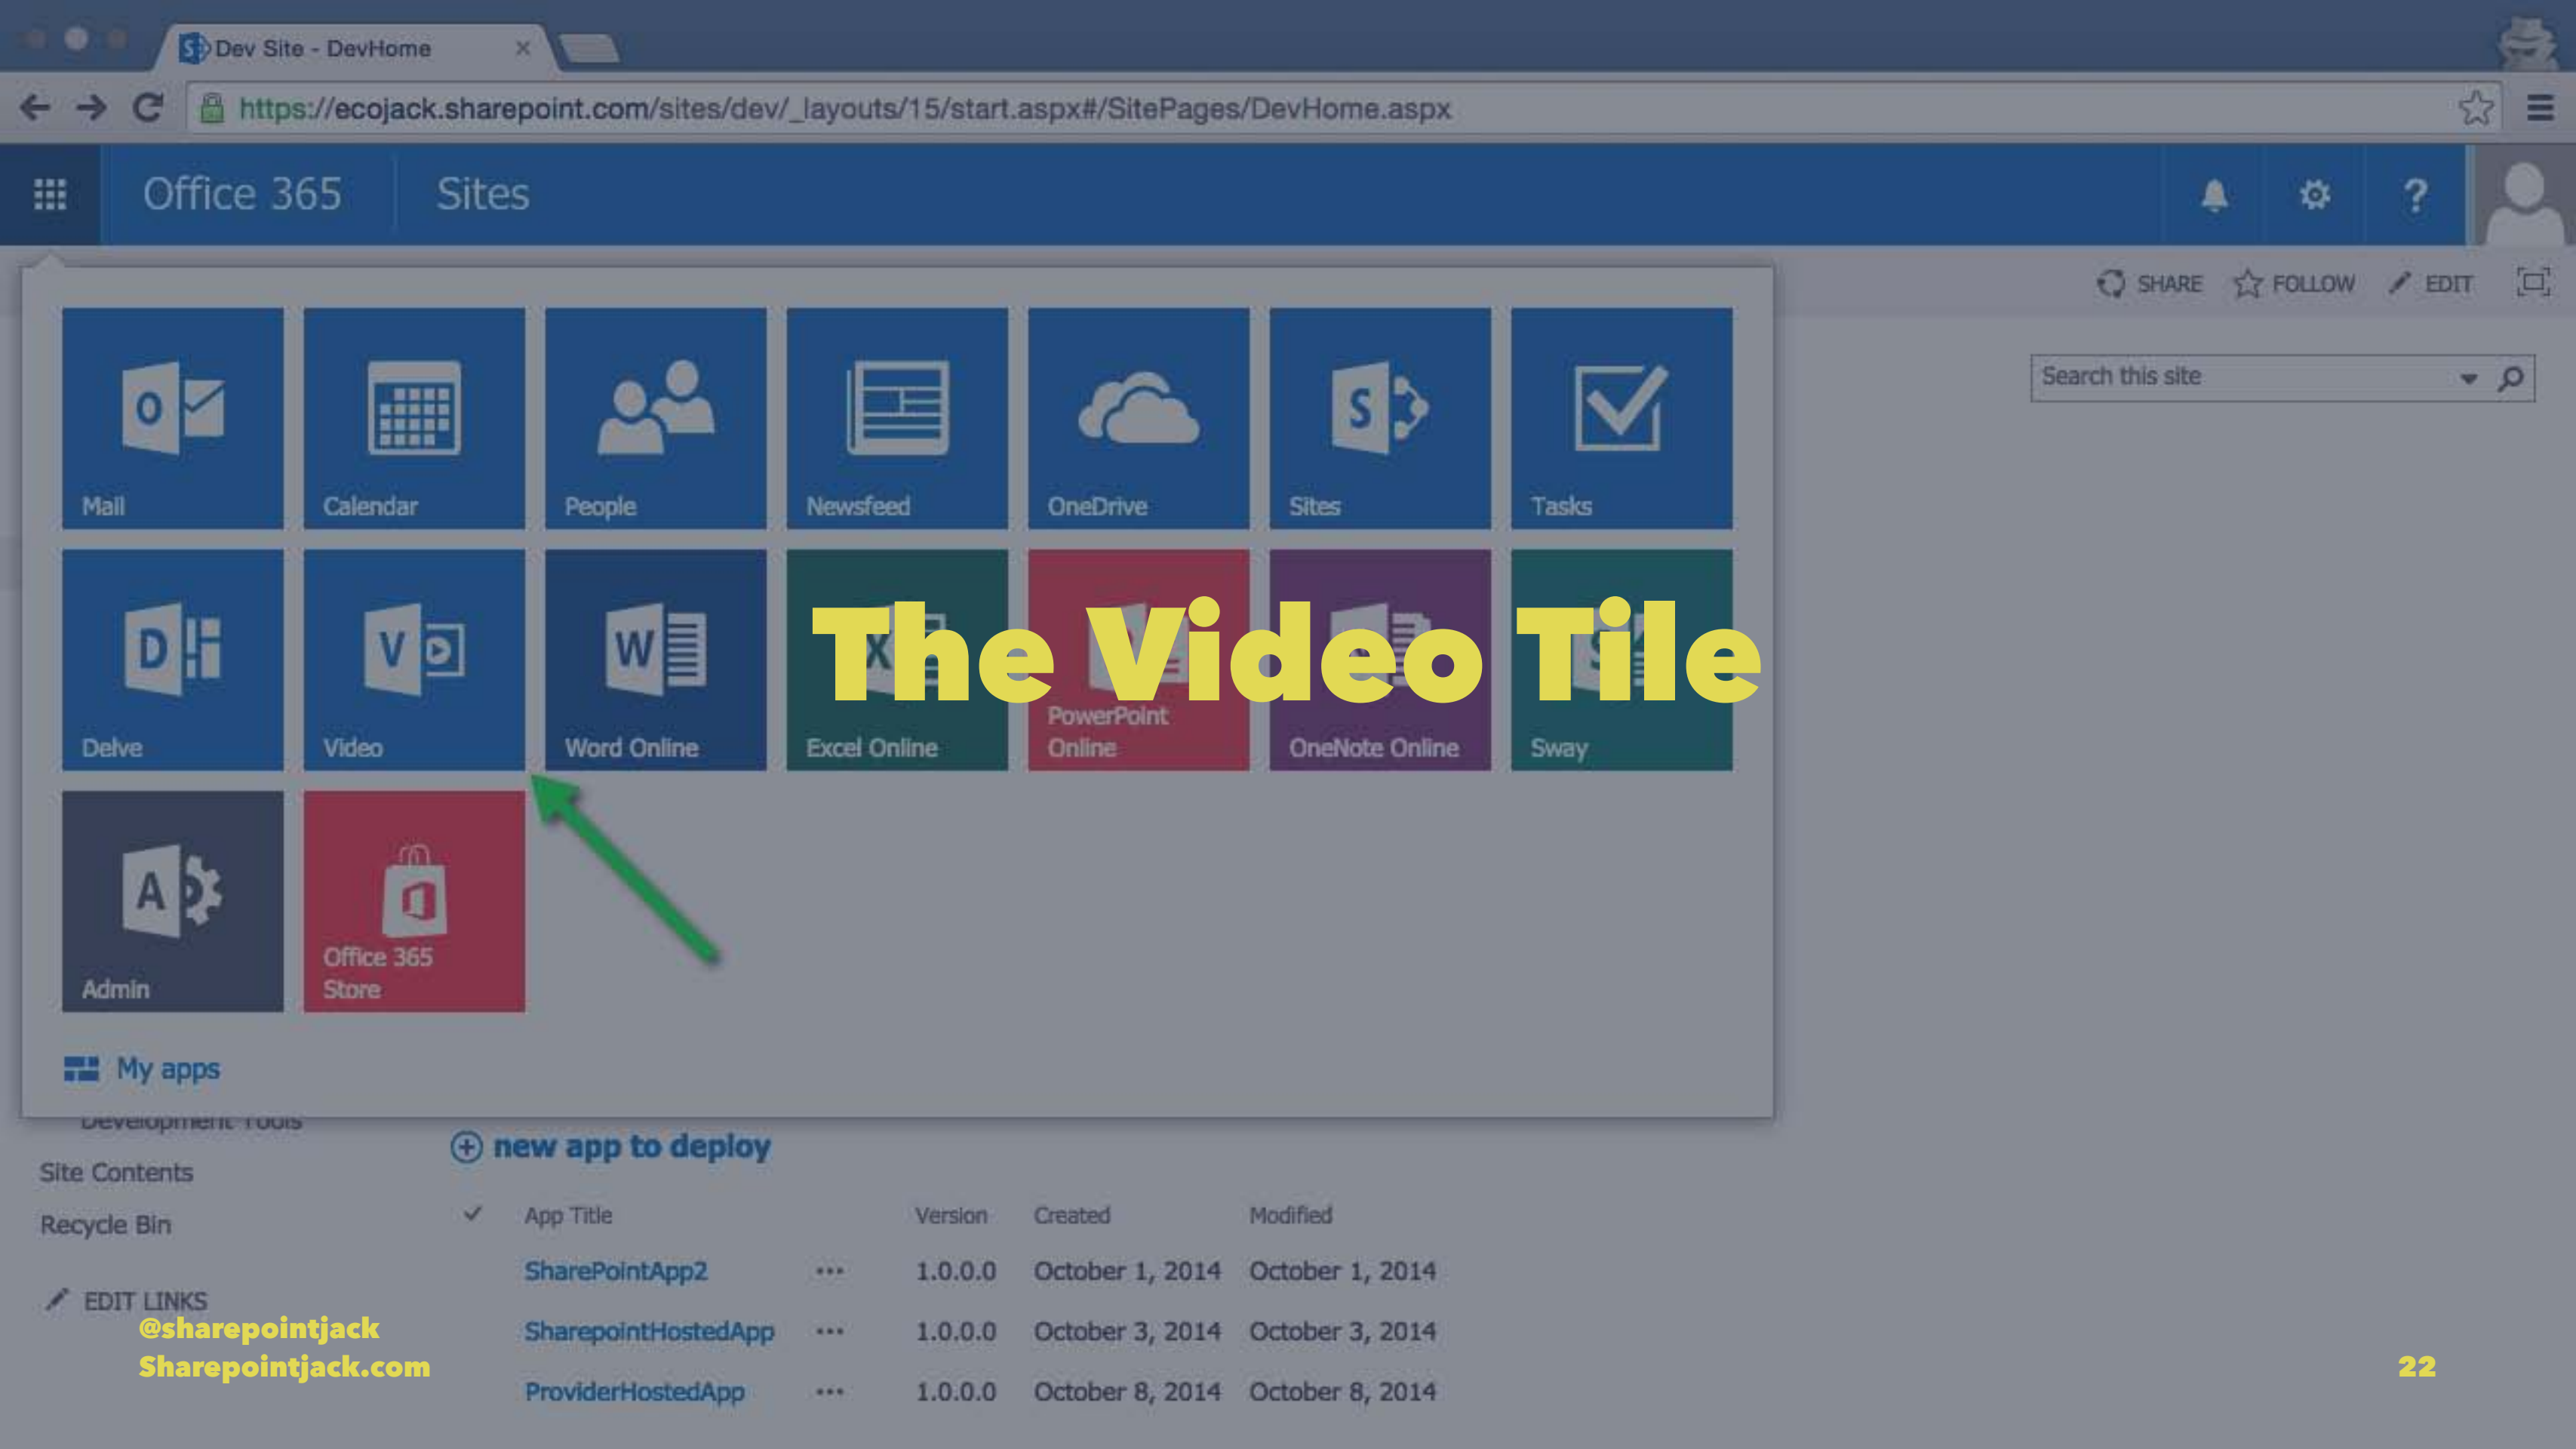 Dev Site - DevHome
https://ecojack.sharepoint.com/sites/dev/_layouts/15/start.aspx#/SitePages/DevHome.aspx
Office 365 Sites ?
SHARE FOLLOW EDIT
Search this site
Mail Calendar People Newsfeed OneDrive Sites Tasks
The Video Tile
Delve Video Word Online Excel Online PowerPoint Online OneNote Online Sway
Admin Office 365 Store
My apps
Development Tools
new app to deploy
Site Contents
Recycle Bin
App Title Version Created Modified
SharePointApp2 ... 1.0.0.0 October 1, 2014 October 1, 2014
EDIT LINKS
SharepointHostedApp ... 1.0.0.0 October 3, 2014 October 3, 2014
ProviderHostedApp ... 1.0.0.0 October 8, 2014 October 8, 2014
@sharepointjack
Sharepointjack.com
22